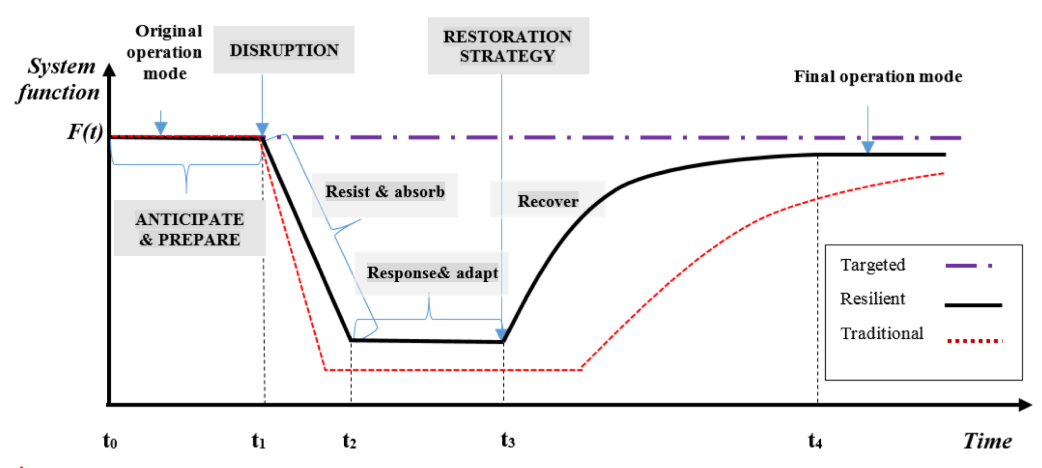 Original
operation
mode
DISRUPTION
RESTORATION
STRATEGY
Final operation mode
System
function
F(t)
Resist & absorb
Recover
ANTICIPATE
& PREPARE
Response& adapt
Targeted
Resilient
Traditional
t₀
t₁
t₂
t₃
t₄
Time